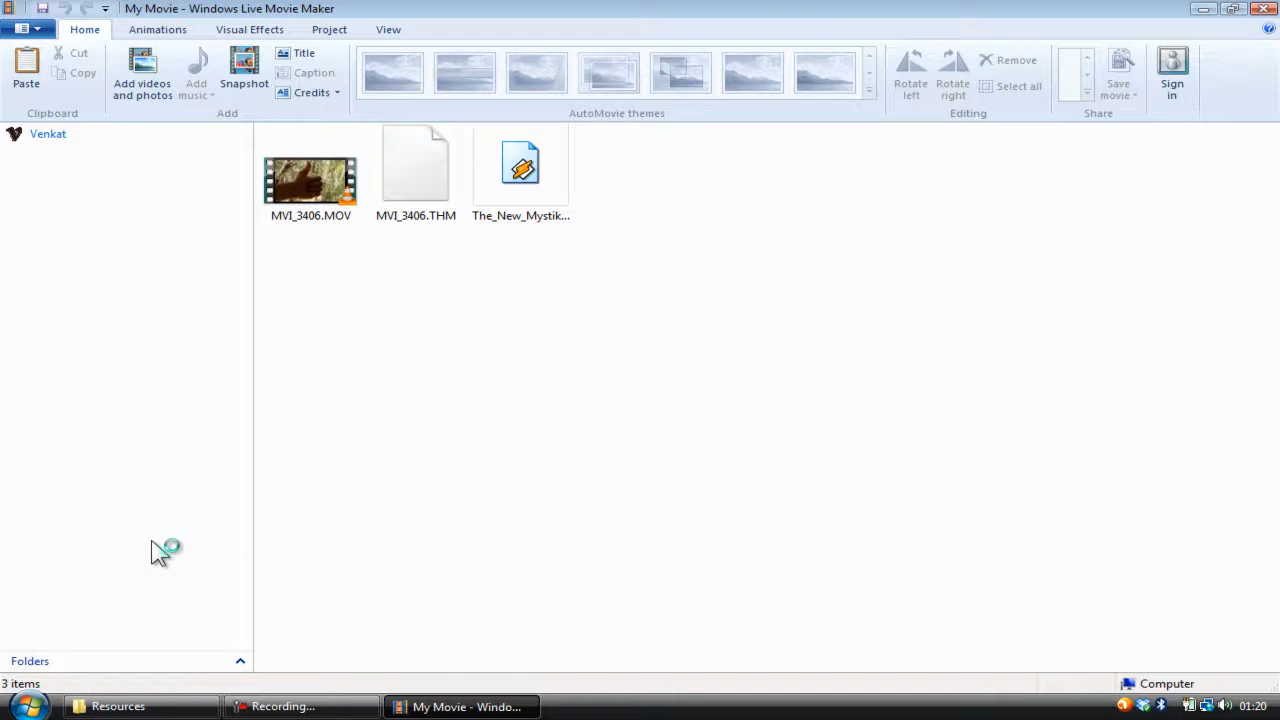 My Movie - Windows Live Movie Maker
Home Animations Visual Effects Project View
Paste
Cut
Copy
Clipboard
Add videos
and photos
Add
music
Snapshot
Title
Caption
Credits
Add
AutoMovie themes
Rotate
left
Rotate
right
Remove
Select all
Editing
Save
movie
Share
Sign
in
Venkat
MVI_3406.MOV MVI_3406.THM The_New_Mystik...
Folders
3 items
Computer
Resources Recording... My Movie - Windo... 01:20